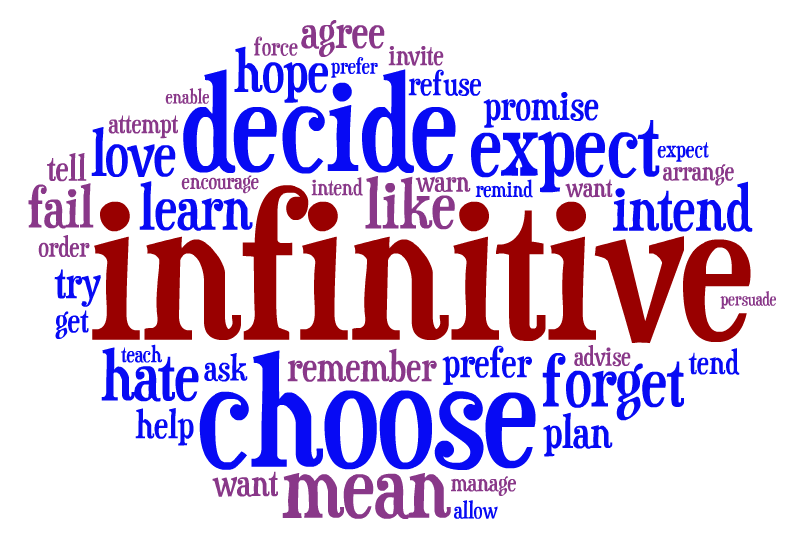 agree
force
invite
hope
prefer
refuse
enable
decide
promise
attempt
love
expect
expect
tell
encourage
intend
warn
remind
want
arrange
fail
learn
like
intend
order
infinitive
try
get
persuade
teach
hate
ask
remember
prefer
advise
tend
forget
help
choose
plan
want
mean
manage
allow